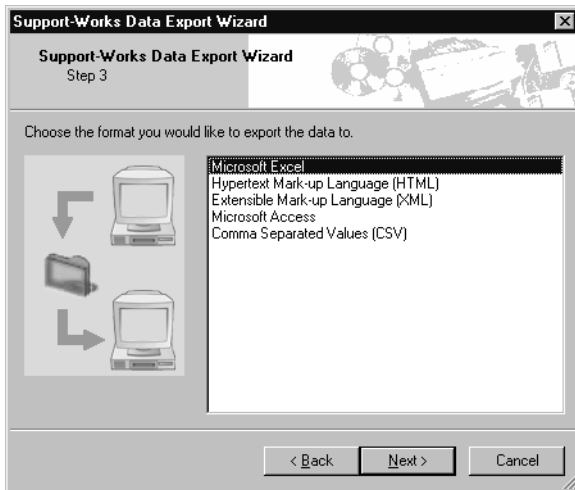 Support-Works Data Export Wizard
Support-Works Data Export Wizard
Step 3
Choose the format you would like to export the data to.
Microsoft Excel
Hypertext Mark-up Language (HTML)
Extensible Mark-up Language (XML)
Microsoft Access
Comma Separated Values (CSV)
< Back Next > Cancel